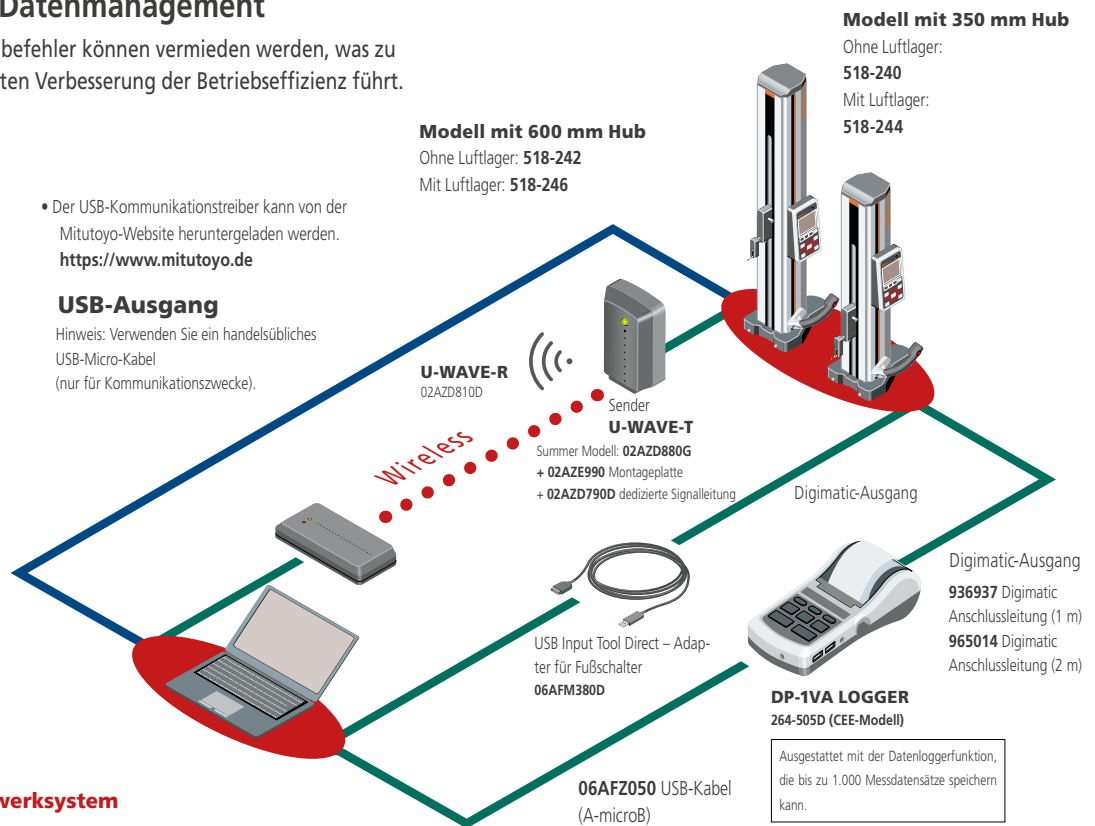 Datenmanagement
befehler können vermieden werden, was zu
ten Verbesserung der Betriebseffizienz führt.
Modell mit 350 mm Hub
Ohne Luftlager:
518-240
Mit Luftlager:
518-244
Modell mit 600 mm Hub
Ohne Luftlager: 518-242
Mit Luftlager: 518-246
• Der USB-Kommunikationstreiber kann von der
Mitutoyo-Website heruntergeladen werden.
https://www.mitutoyo.de
USB-Ausgang
Hinweis: Verwenden Sie ein handelsübliches
USB-Micro-Kabel
(nur für Kommunikationszwecke).
U-WAVE-R
02AZD810D
Sender
U-WAVE-T
Summer Modell: 02AZD880G
+ 02AZE990 Montageplatte
+ 02AZD790D dedizierte Signalleitung
Wireless
Digimatic-Ausgang
USB Input Tool Direct – Adap-
ter für Fußschalter
06AFM380D
Digimatic-Ausgang
936937 Digimatic
Anschlussleitung (1 m)
965014 Digimatic
Anschlussleitung (2 m)
DP-1VA LOGGER
264-505D (CEE-Modell)
Ausgestattet mit der Datenloggerfunktion,
die bis zu 1.000 Messdatensätze speichern
kann.
06AFZ050 USB-Kabel
(A-microB)
werksystem